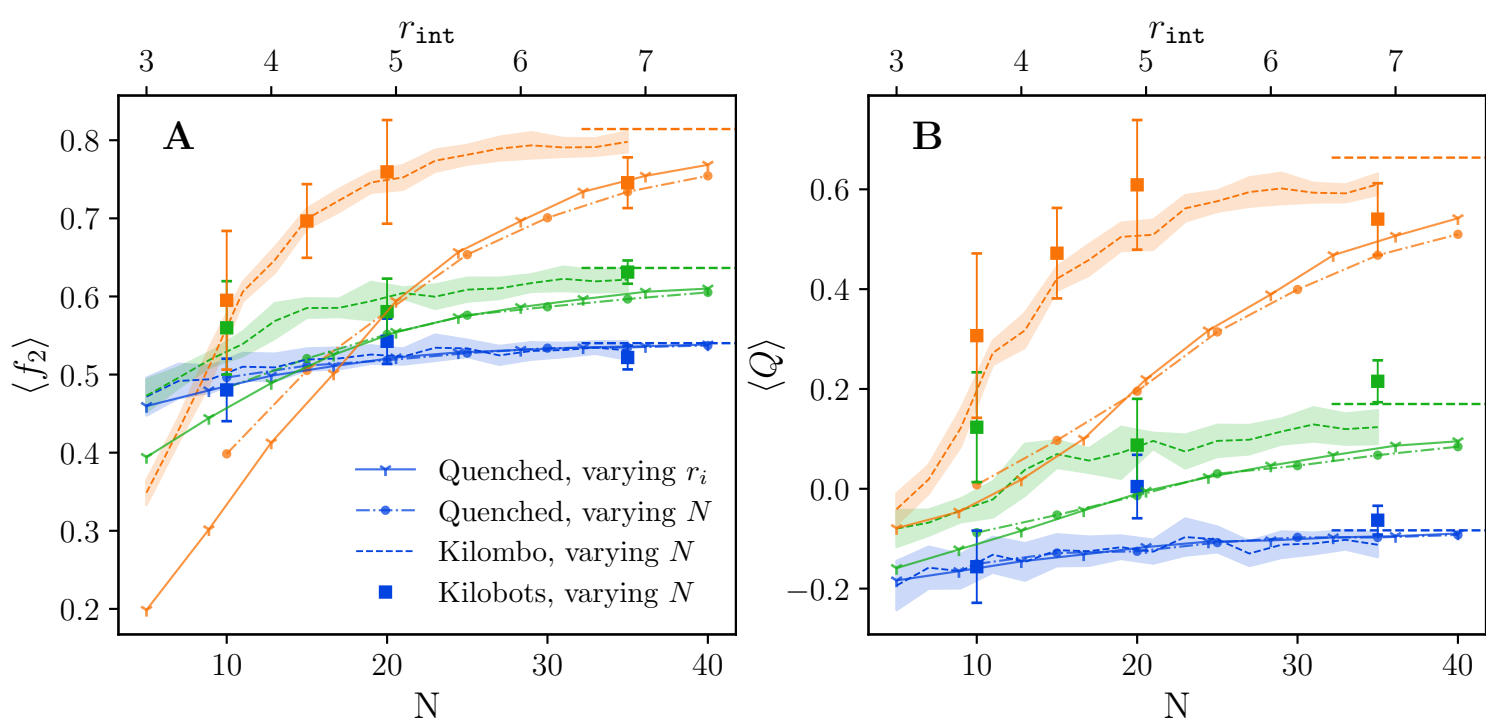 r_int
3 4 5 6 7
A
0.8
0.7
0.6
0.5
0.4
0.3
0.2
⟨f₂⟩
Quenched, varying r_i
Quenched, varying N
Kilombo, varying N
Kilobots, varying N
10 20 30 40
N
r_int
3 4 5 6 7
B
0.6
0.4
0.2
0.0
−0.2
⟨Q⟩
10 20 30 40
N